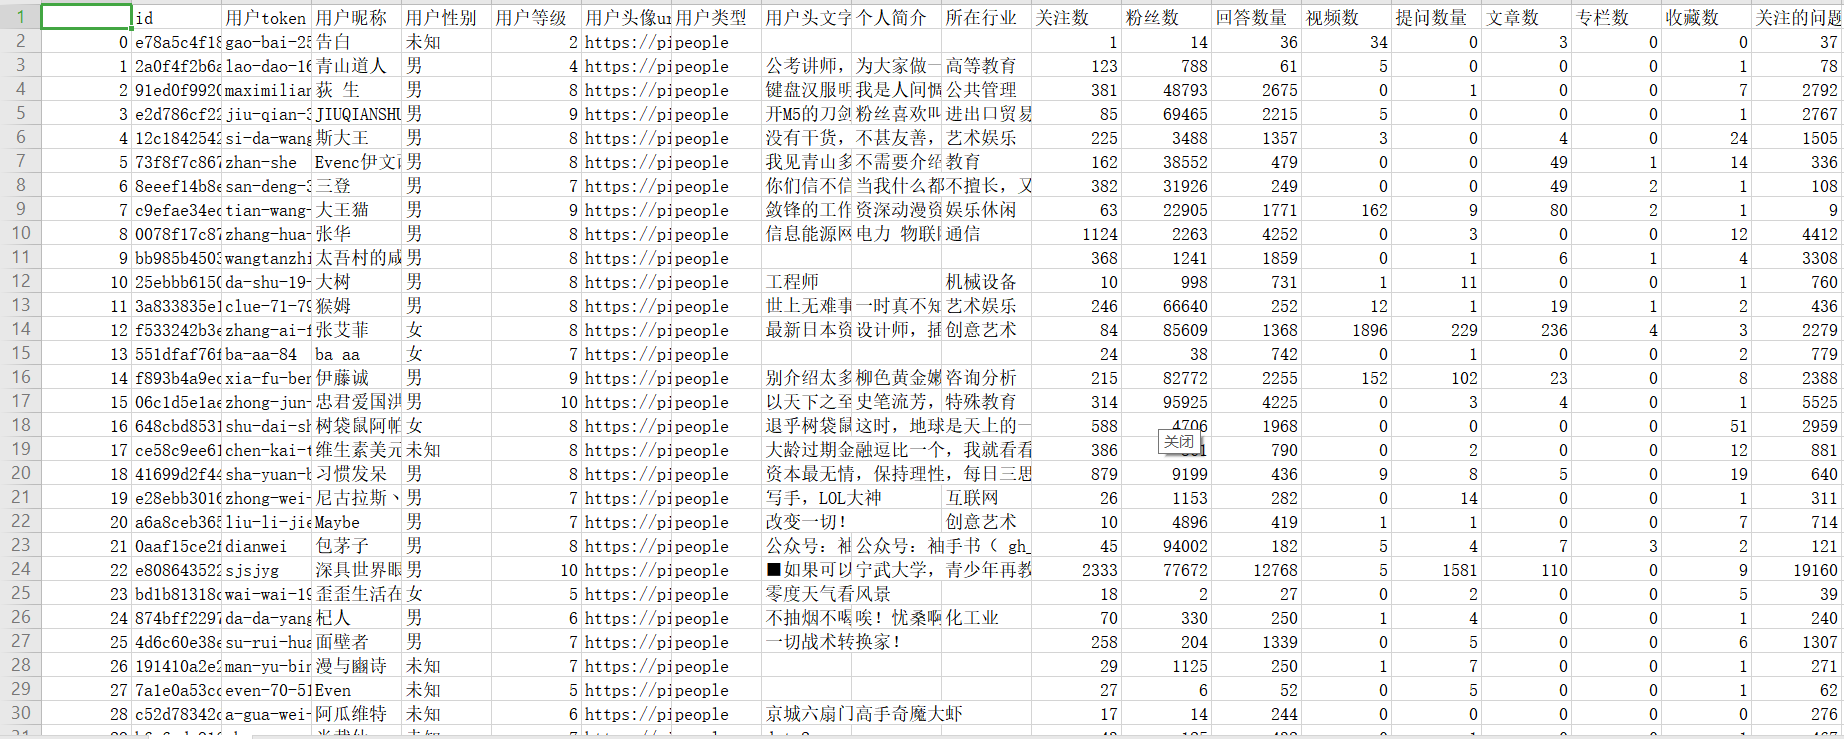 1 id 用户token 用户昵称 用户性别 用户等级 用户头像ur 用户类型 用户头文字 个人简介 所在行业 关注数 粉丝数 回答数量 视频数 提问数量 文章数 专栏数 收藏数 关注的问题
2 0 e78a5c4f18 gao-bai-25 告白 未知 2 https://pi people 1 14 36 34 0 3 0 0 37
3 1 2a0f4f2b6a lao-dao-16 青山道人 男 4 https://pi people 公考讲师, 为大家做一 高等教育 123 788 61 5 0 0 0 1 78
4 2 91ed0f9920 maximilian 荻 生 男 8 https://pi people 键盘汉服明 我是人间惆 公共管理 381 48793 2675 0 1 0 0 7 2792
5 3 e2d786cf22 jiu-qian-3 JIUQIANSHU 男 9 https://pi people 开M5的刀剑 粉丝喜欢叫 进出口贸易 85 69465 2215 5 0 0 0 1 2767
6 4 12c1842542 si-da-wang 斯大王 男 8 https://pi people 没有干货, 不甚友善, 艺术娱乐 225 3488 1357 3 0 4 0 24 1505
7 5 73f8f7c867 zhan-she Evenc伊文 男 8 https://pi people 我见青山多 不需要介绍 教育 162 38552 479 0 0 49 1 14 336
8 6 8eeef14b8e san-deng-3 三登 男 7 https://pi people 你们信不信 当我什么都不擅长, 又 382 31926 249 0 0 49 2 1 108
9 7 c9efae34ed tian-wang- 大王猫 男 9 https://pi people 敛锋的工作 资深动漫资 娱乐休闲 63 22905 1771 162 9 80 2 1 9
10 8 0078f17c87 zhang-hua- 张华 男 8 https://pi people 信息能源网 电力 物联 通信 1124 2263 4252 0 3 0 0 12 4412
11 9 bb985b4503 wangtanzhi 太吾村的咸 男 8 https://pi people 368 1241 1859 0 1 6 1 4 3308
12 10 25ebbb6150 da-shu-19- 大树 男 8 https://pi people 工程师 机械设备 10 998 731 1 11 0 0 1 760
13 11 3a833835e1 clue-71-79 猴姆 男 8 https://pi people 世上无难事 一时真不知 艺术娱乐 246 66640 252 12 1 19 1 2 436
14 12 f533242b3e zhang-ai-f 张艾菲 女 8 https://pi people 最新日本资 设计师, 插 创意艺术 84 85609 1368 1896 229 236 4 3 2279
15 13 551dfaf76f ba-aa-84 ba aa 女 7 https://pi people 24 38 742 0 1 0 0 2 779
16 14 f893b4a9ed xia-fu-ben 伊藤诚 男 9 https://pi people 别介绍太多 柳色黄金嫩 咨询分析 215 82772 2255 152 102 23 0 8 2388
17 15 06c1d5e1ae zhong-jun- 忠君爱国洪 男 10 https://pi people 以天下之至 史笔流芳, 特殊教育 314 95925 4225 0 3 4 0 1 5525
18 16 648cbd8531 shu-dai-sh 树袋鼠阿帕 女 8 https://pi people 退乎树袋鼠 这时, 地球是天上的一 588 4706 1968 0 0 0 0 51 2959
19 17 ce58c9ee61 chen-kai-t 维生素美元 未知 8 https://pi people 大龄过期金融逗比一个, 我就看看 386 关闭 790 0 2 0 0 12 881
20 18 41699d2f44 sha-yuan-b 习惯发呆 男 8 https://pi people 资本最无情, 保持理性, 每日三思 879 9199 436 9 8 5 0 19 640
21 19 e28ebb3016 zhong-wei- 尼古拉斯丶 男 7 https://pi people 写手, LOL大神 互联网 26 1153 282 0 14 0 0 1 311
22 20 a6a8ceb365 liu-li-jie Maybe 男 7 https://pi people 改变一切! 创意艺术 10 4896 419 1 1 0 0 7 714
23 21 0aaf15ce2f dianwei 包茅子 男 8 https://pi people 公众号: 袖 公众号: 袖手书( gh_ 45 94002 182 5 4 7 3 2 121
24 22 e808643522 sjsjyg 深具世界眼 男 10 https://pi people ■如果可以 宁武大学, 青少年再教 2333 77672 12768 5 1581 110 0 9 19160
25 23 bd1b81318c wai-wai-19 歪歪生活在 女 5 https://pi people 零度天气看风景 18 2 27 0 2 0 0 5 39
26 24 874bff2297 da-da-yang 杞人 男 6 https://pi people 不抽烟不喝 唉! 忧桑啊 化工业 70 330 250 1 4 0 0 1 240
27 25 4d6c60e38e su-rui-hua 面壁者 男 7 https://pi people 一切战术转换家! 258 204 1339 0 5 0 0 6 1307
28 26 191410a2e2 man-yu-bin 漫与豳诗 未知 7 https://pi people 29 1125 250 1 7 0 0 1 271
29 27 7a1e0a53cc even-70-51 Even 未知 5 https://pi people 27 6 52 0 5 0 0 1 62
30 28 c52d78342c a-gua-wei- 阿瓜维特 未知 6 https://pi people 京城六扇门高手奇魔大虾 17 14 244 0 0 0 0 0 276